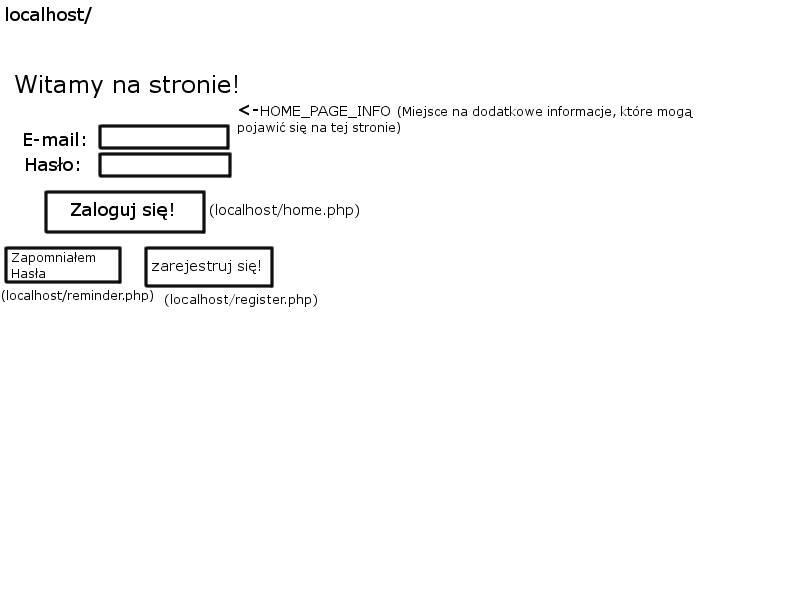 localhost/
Witamy na stronie!
<-HOME_PAGE_INFO (Miejsce na dodatkowe informacje, które mogą
pojawić się na tej stronie)
E-mail:
Hasło:
Zaloguj się! (localhost/home.php)
Zapomniałem
Hasła
(localhost/reminder.php)
zarejestruj się!
(localhost/register.php)